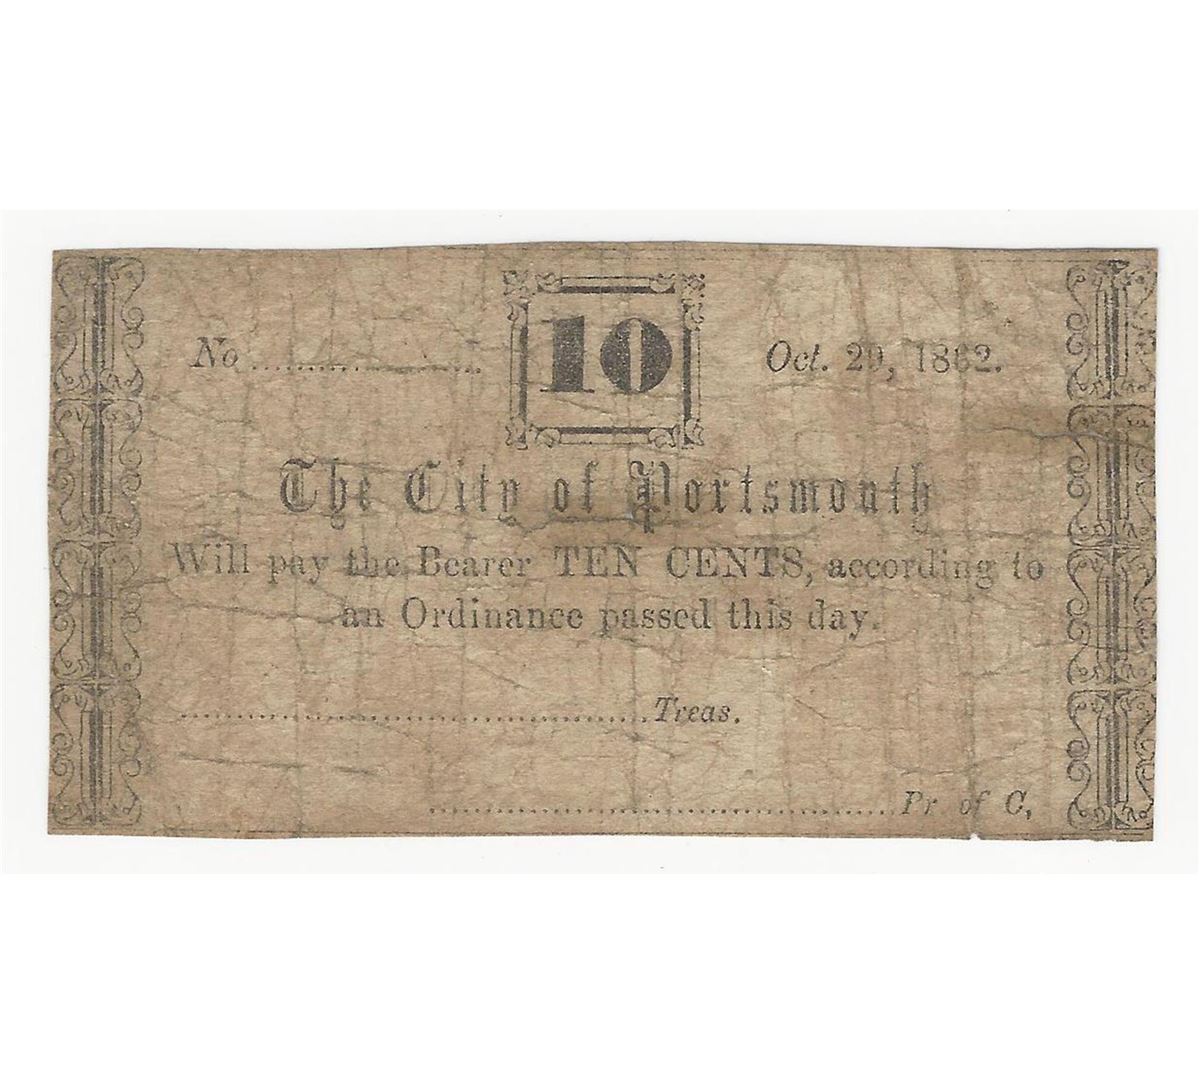 No.................... 10 Oct. 20, 1862.
The City of Portsmouth
Will pay the Bearer TEN CENTS, according to
an Ordinance passed this day.
........................................Treas.
........................................Pr of C,